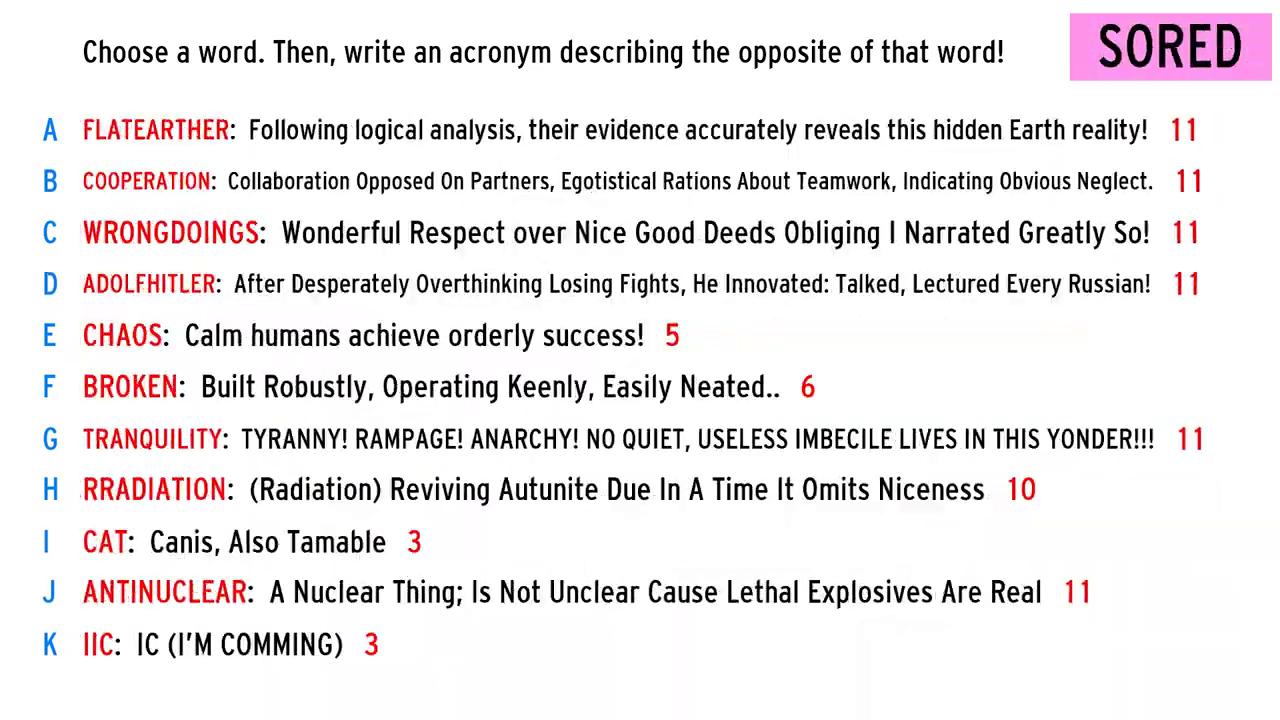 Choose a word. Then, write an acronym describing the opposite of that word!
SORED
A FLATEARTHER: Following logical analysis, their evidence accurately reveals this hidden Earth reality! 11
B COOPERATION: Collaboration Opposed On Partners, Egotistical Rations About Teamwork, Indicating Obvious Neglect. 11
C WRONGDOINGS: Wonderful Respect over Nice Good Deeds Obliging I Narrated Greatly So! 11
D ADOLFHITLER: After Desperately Overthinking Losing Fights, He Innovated: Talked, Lectured Every Russian! 11
E CHAOS: Calm humans achieve orderly success! 5
F BROKEN: Built Robustly, Operating Keenly, Easily Neated.. 6
G TRANQUILITY: TYRANNY! RAMPAGE! ANARCHY! NO QUIET, USELESS IMBECILE LIVES IN THIS YONDER!!! 11
H RRADIATION: (Radiation) Reviving Autunite Due In A Time It Omits Niceness 10
I CAT: Canis, Also Tamable 3
J ANTINUCLEAR: A Nuclear Thing; Is Not Unclear Cause Lethal Explosives Are Real 11
K IIC: IC (I'M COMMING) 3